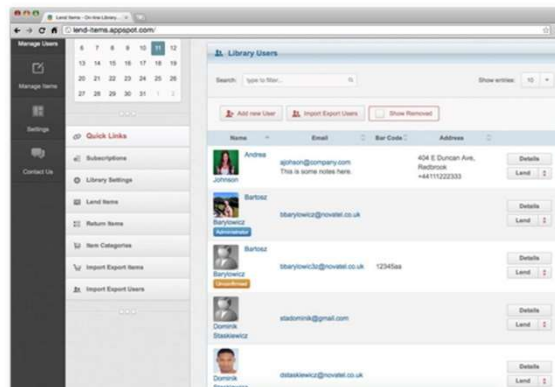 Lend Items - On-line Library...
lend-items.appspot.com/
Manage Users
Manage Items
Settings
Contact Us
6 7 8 9 10 11 12
13 14 15 16 17 18 19
20 21 22 23 24 25 26
27 28 29 30 31 1 2
Quick Links
Subscriptions
Library Settings
Lend Items
Return Items
Item Categories
Import Export Items
Import Export Users
Library Users
Search: type to filter... Show entries: 10
Add new User Import Export Users Show Removed
Name Email Bar Code Address
Andrea
Johnson
ajohson@company.com
This is some notes here.
404 E Duncan Ave,
Redbrook
+44111222333
Details
Lend
Bartosz
Barylowicz
Administrator
bbarylowicz@novatel.co.uk
Details
Lend
Bartosz
Barylowicz
Unconfirmed
bbarylowic3z@novatel.co.uk 12345aa
Details
Lend
Dominik
Staskiewicz
stadominik@gmail.com
Details
Lend
Dominik
dstaskiewicz@novatel.co.uk
Details
Lend